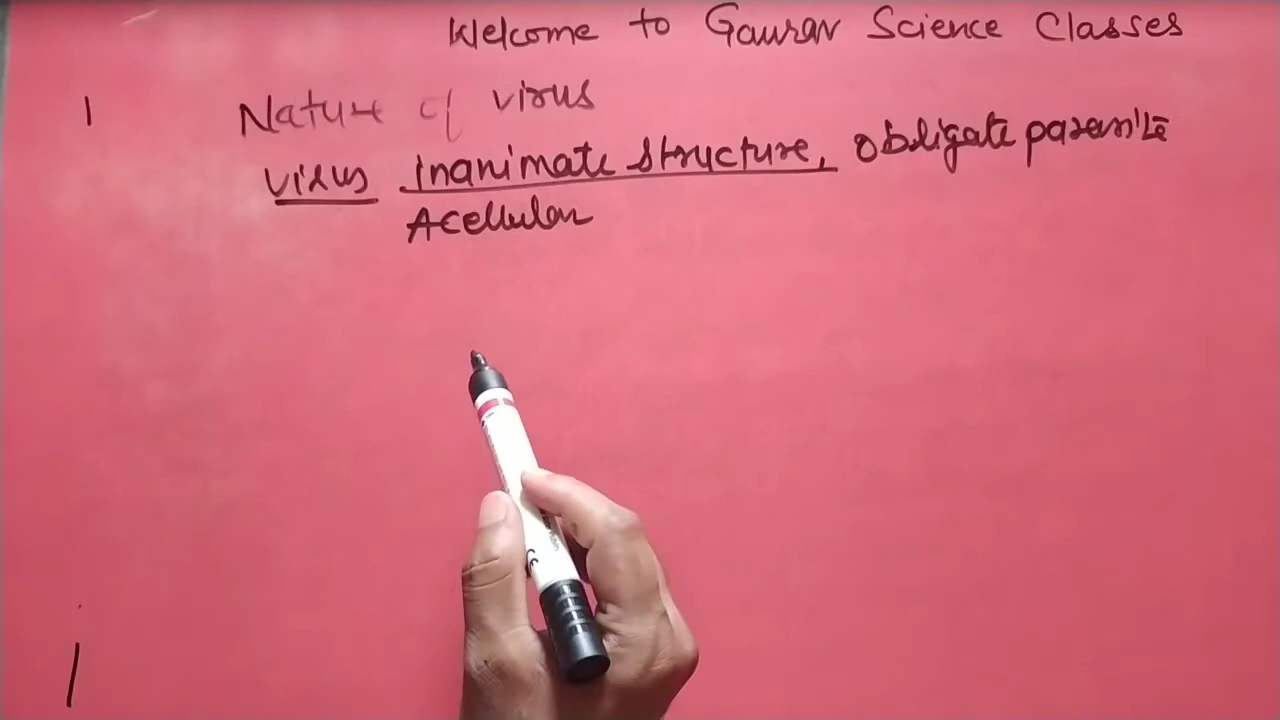 Welcome to Gaurav Science Classes
Nature of virus
virus inanimate structure, obligate parasite
Acellular